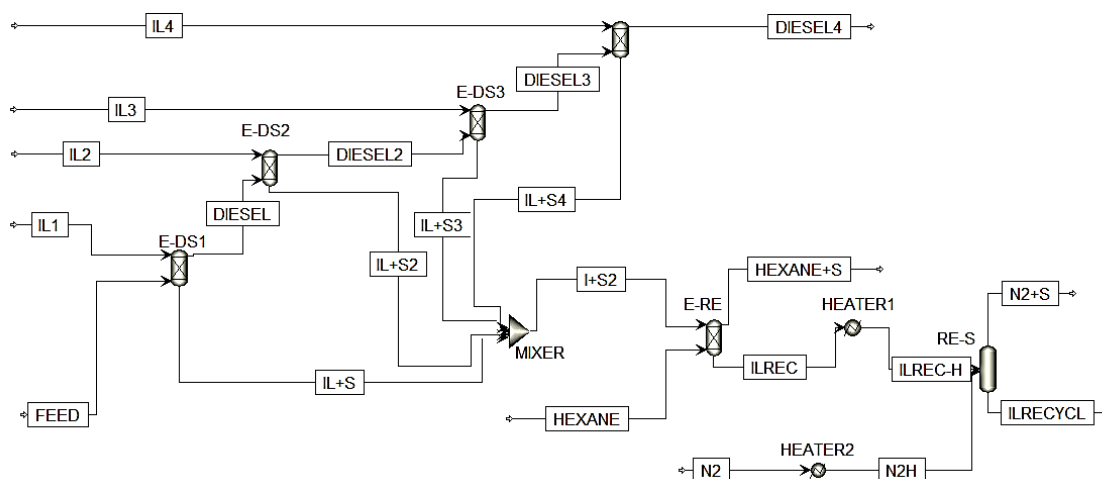 IL4
DIESEL4
DIESEL3
E-DS3
IL3
E-DS2
IL2
DIESEL2
IL+S4
DIESEL
IL+S3
IL1
E-DS1
IL+S2
I+S2
HEXANE+S
E-RE
HEATER1
N2+S
RE-S
MIXER
ILREC
ILREC-H
IL+S
FEED
HEXANE
ILRECYCL
HEATER2
N2
N2H